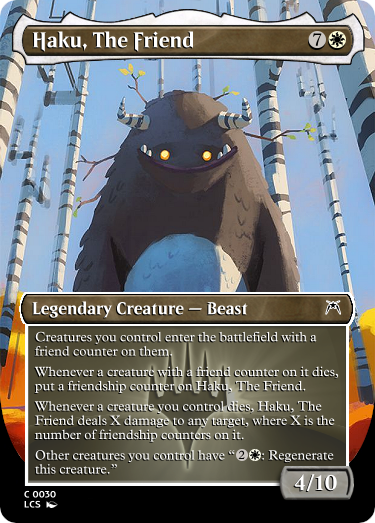 Haku, The Friend 7
Legendary Creature — Beast
Creatures you control enter the battlefield with a
friend counter on them.
Whenever a creature with a friend counter on it dies,
put a friendship counter on Haku, The Friend.
Whenever a creature you control dies, Haku, The
Friend deals X damage to any target, where X is the
number of friendship counters on it.
Other creatures you control have “2: Regenerate
this creature.”
4/10
C 0030
LCS